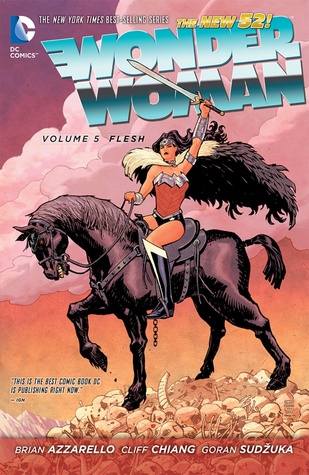 DC COMICS™
THE NEW YORK TIMES BEST-SELLING SERIES
THE NEW 52!
WONDER
WOMAN
VOLUME 5 FLESH
"THIS IS THE BEST COMIC BOOK DC
IS PUBLISHING RIGHT NOW."
— IGN
BRIAN AZZARELLO CLIFF CHIANG GORAN SUDŽUKA